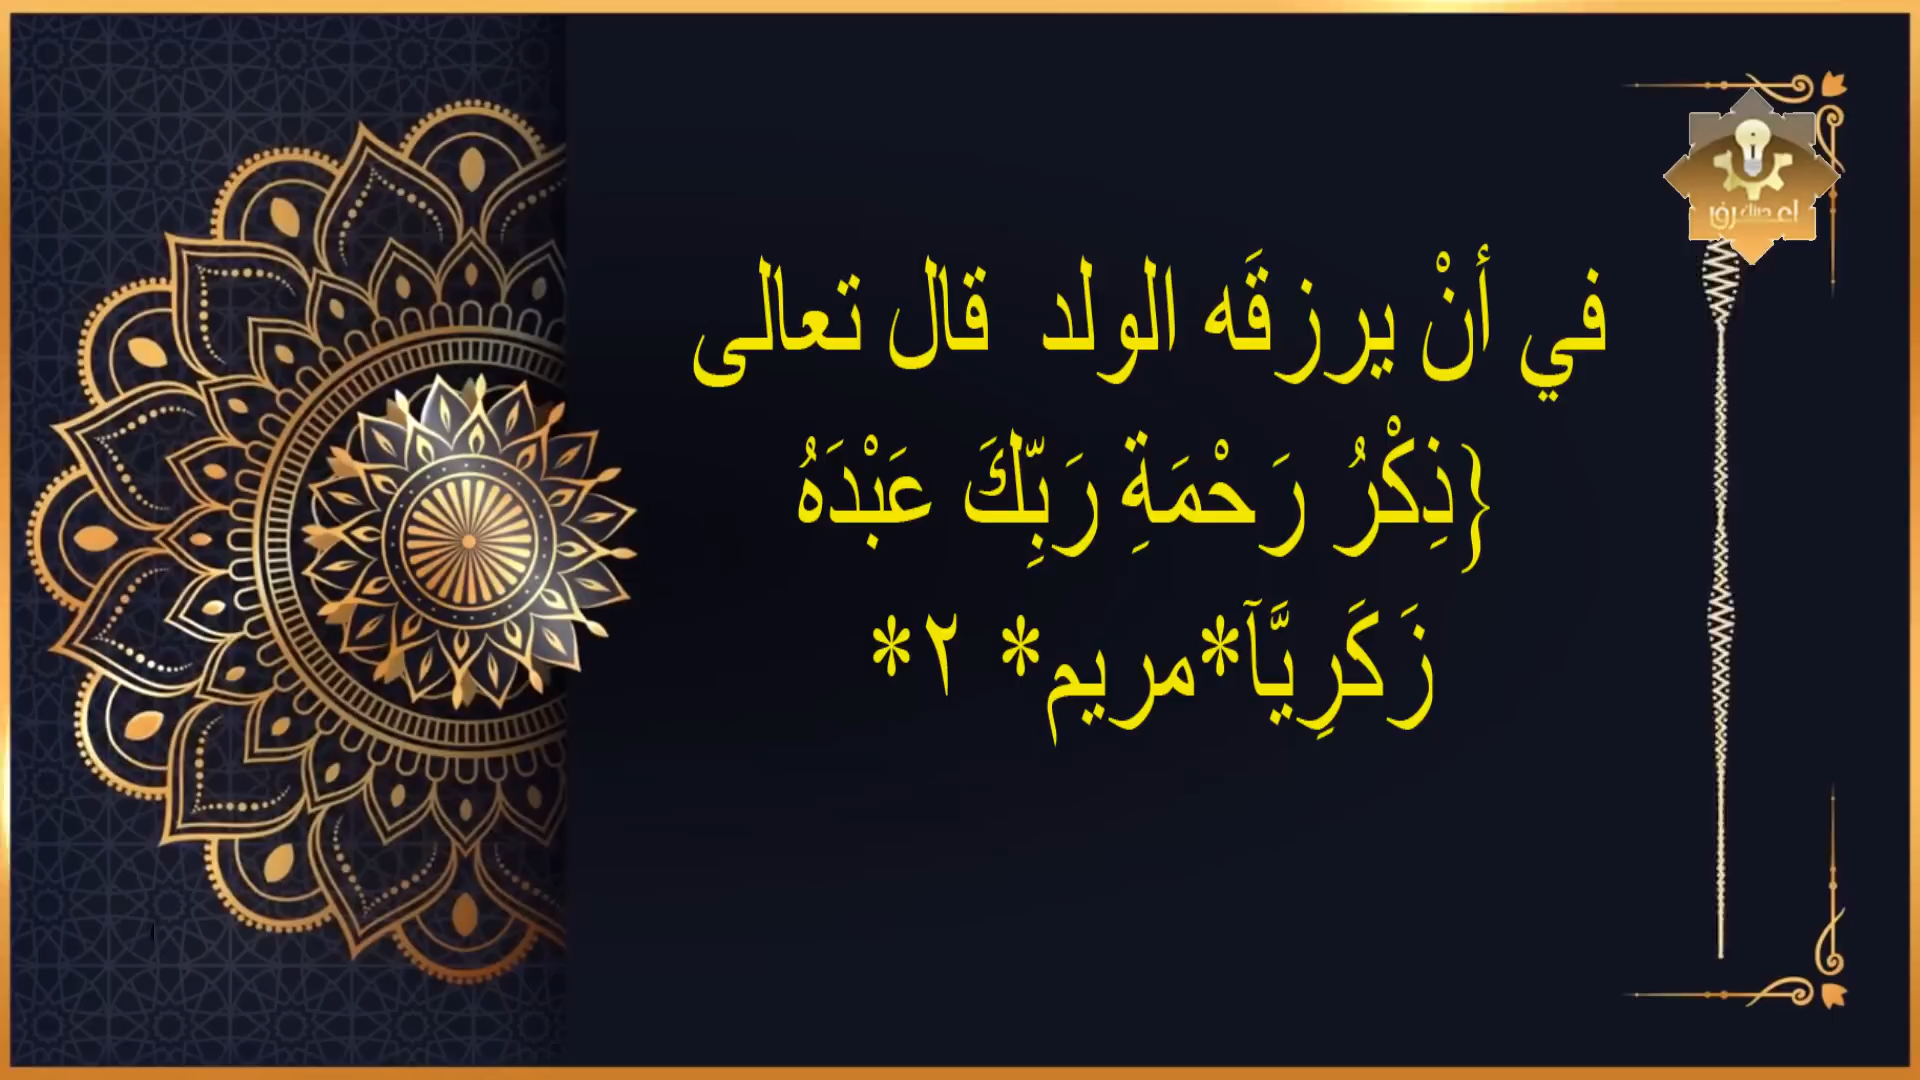 في أنْ يرزقَه الولد قال تعالى
{ذِكْرُ رَحْمَةِ رَبِّكَ عَبْدَهُ
زَكَرِيَّآ*مريم* ٢*